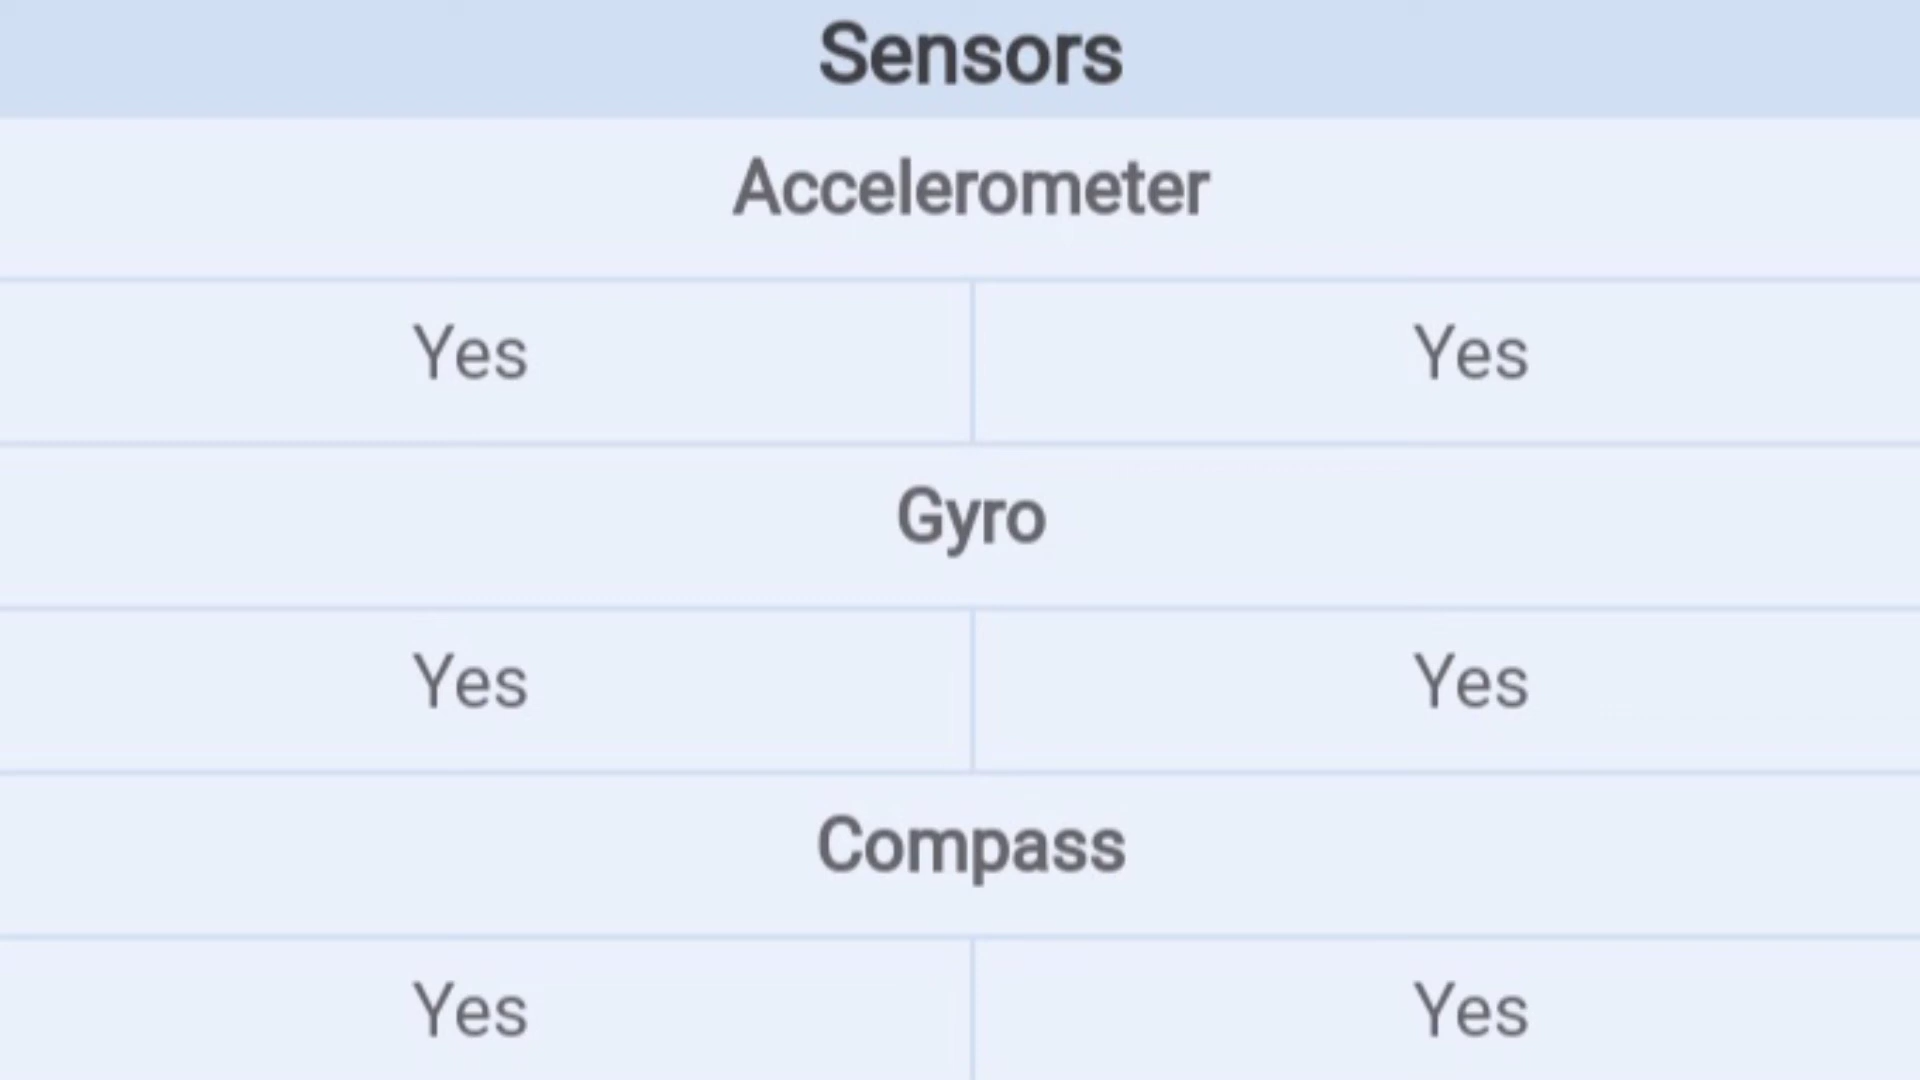 Sensors
Accelerometer
Yes Yes
Gyro
Yes Yes
Compass
Yes Yes